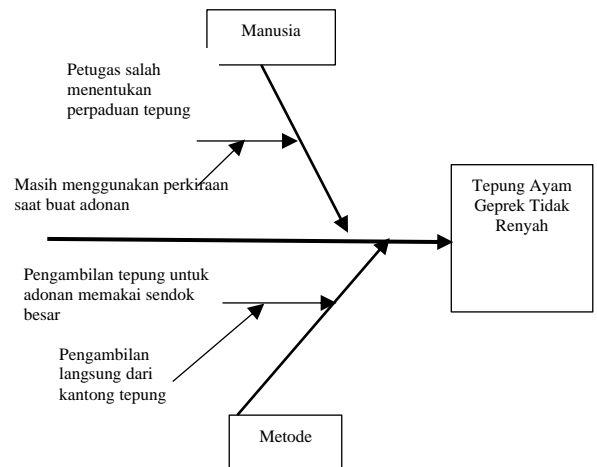 Manusia
Petugas salah
menentukan
perpaduan tepung
Masih menggunakan perkiraan
saat buat adonan
Tepung Ayam
Geprek Tidak
Renyah
Pengambilan tepung untuk
adonan memakai sendok
besar
Pengambilan
langsung dari
kantong tepung
Metode